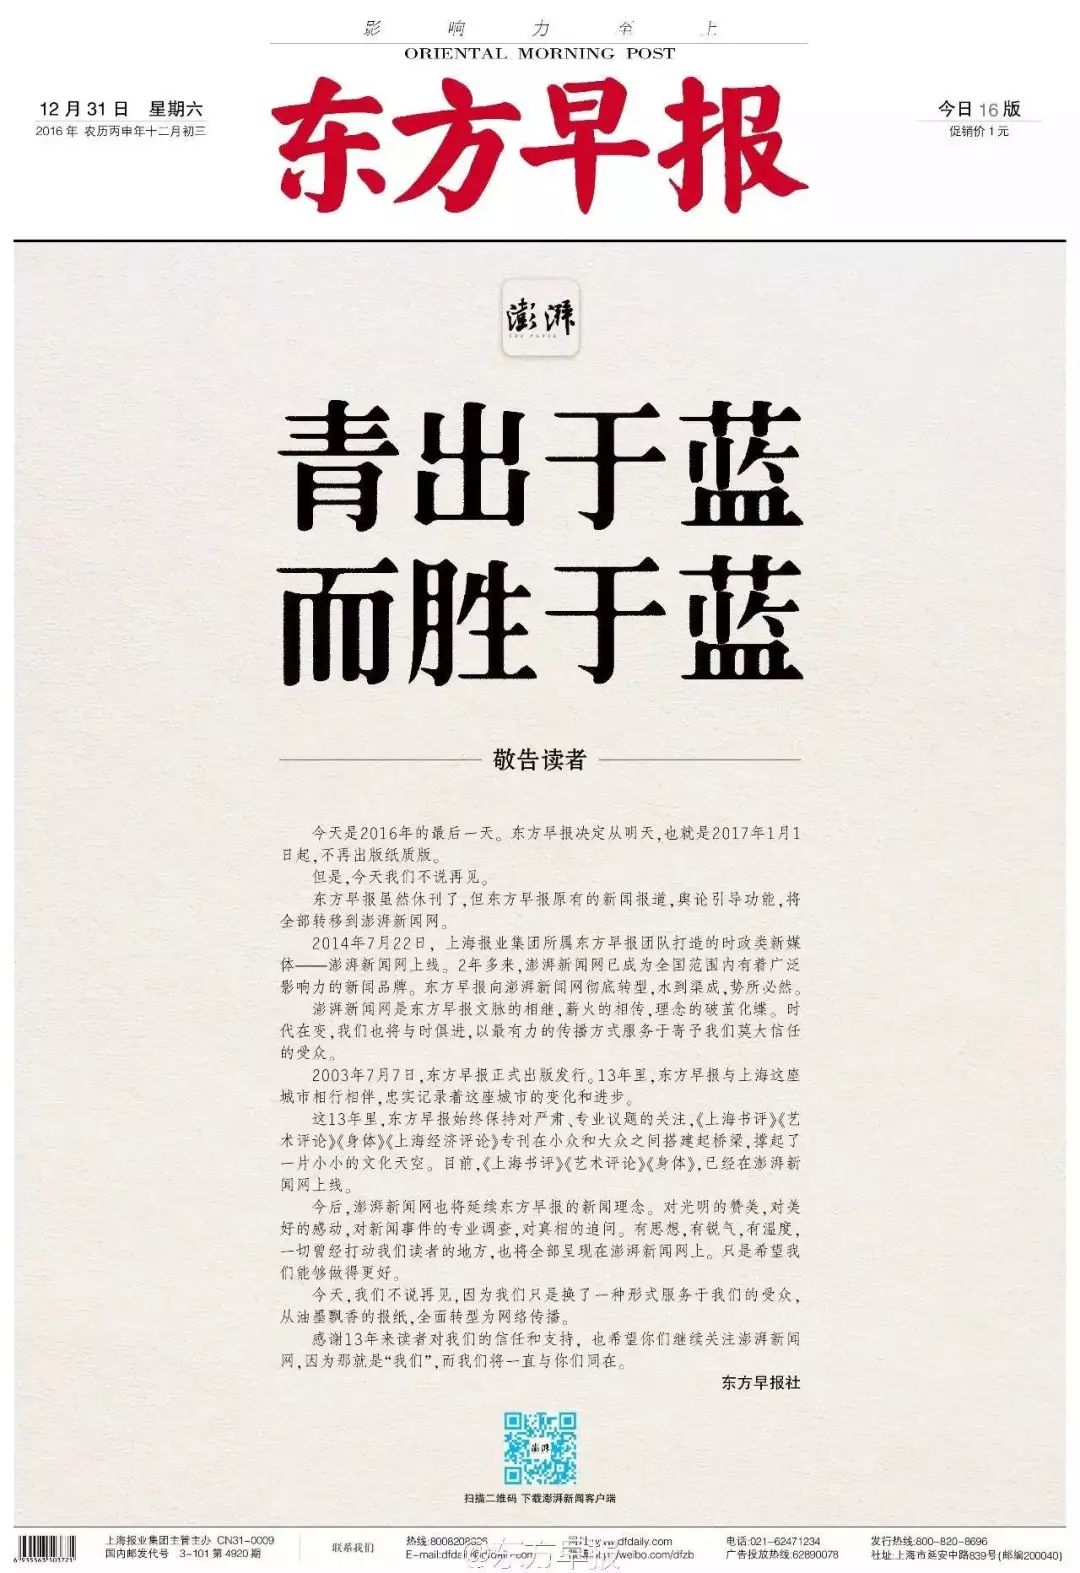 影响力至上
ORIENTAL MORNING POST
12月31日 星期六
2016年 农历丙申年十二月初三
东方早报
今日16版
促销价1元
澎湃
THE PAPER
青出于蓝
而胜于蓝
敬告读者
今天是2016年的最后一天。东方早报决定从明天,也就是2017年1月1
日起,不再出版纸质版。
但是,今天我们不说再见。
东方早报虽然休刊了,但东方早报原有的新闻报道,舆论引导功能,将
全部转移到澎湃新闻网。
2014年7月22日,上海报业集团所属东方早报团队打造的时政类新媒
体——澎湃新闻网上线。2年多来,澎湃新闻网已成为全国范围内有着广泛
影响力的新闻品牌。东方早报向澎湃新闻网彻底转型,水到渠成,势所必然。
澎湃新闻网是东方早报文脉的相继,薪火的相传,理念的破茧化蝶。时
代在变,我们也将与时俱进,以最有力的传播方式服务于寄予我们莫大信任
的受众。
2003年7月7日,东方早报正式出版发行。13年里,东方早报与上海这座
城市相行相伴,忠实记录着这座城市的变化和进步。
这13年里,东方早报始终保持对严肃、专业议题的关注,《上海书评》《艺
术评论》《身体》《上海经济评论》专刊在小众和大众之间搭建起桥梁,撑起了
一片小小的文化天空。目前,《上海书评》《艺术评论》《身体》,已经在澎湃新
闻网上线。
今后,澎湃新闻网也将延续东方早报的新闻理念。对光明的赞美,对美
好的感动,对新闻事件的专业调查,对真相的追问。有思想,有锐气,有温度,
一切曾经打动我们读者的地方,也将全部呈现在澎湃新闻网上。只是希望我
们能够做得更好。
今天,我们不说再见,因为我们只是换了一种形式服务于我们的受众,
从油墨飘香的报纸,全面转型为网络传播。
感谢13年来读者对我们的信任和支持,也希望你们继续关注澎湃新闻
网,因为那就是“我们”,而我们将一直与你们同在。
东方早报社
澎湃
扫描二维码 下载澎湃新闻客户端
上海报业集团主管主办 CN31-0009
国内邮发代号 3-101 第4920期
联系我们
热线:8008208696
E-mail:dfdaily@
dfdaily.com
weibo.com/dfzb
电话:021-62471234
广告投放热线:62890078
发行热线:800-820-8696
社址:上海市延安中路839号(邮编200040)
@东方早报